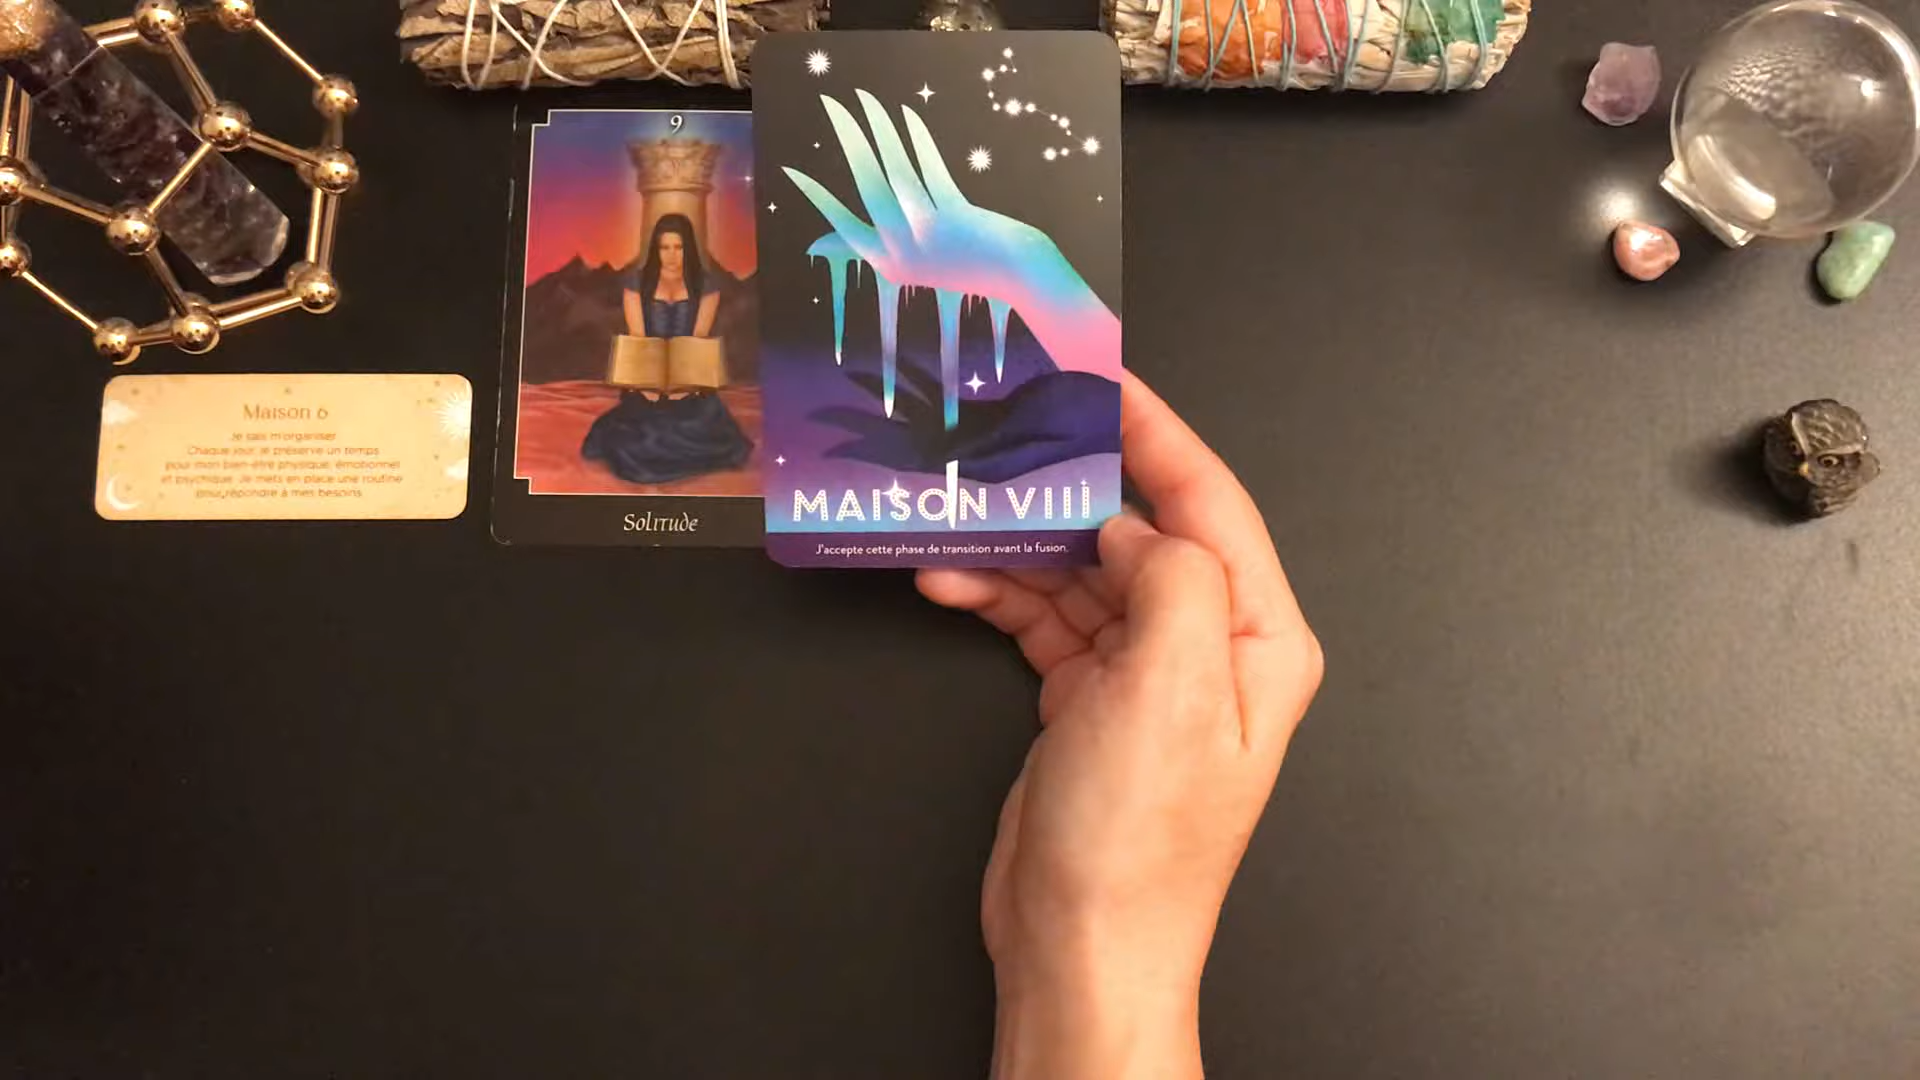 Maison 6
Je sais m'organiser.
Chaque jour, je préserve un temps
pour mon bien-être physique, émotionnel
et psychique. Je mets en place une routine
pour répondre à mes besoins.
9
Solitude
MAISON VIII
J'accepte cette phase de transition avant la fusion.